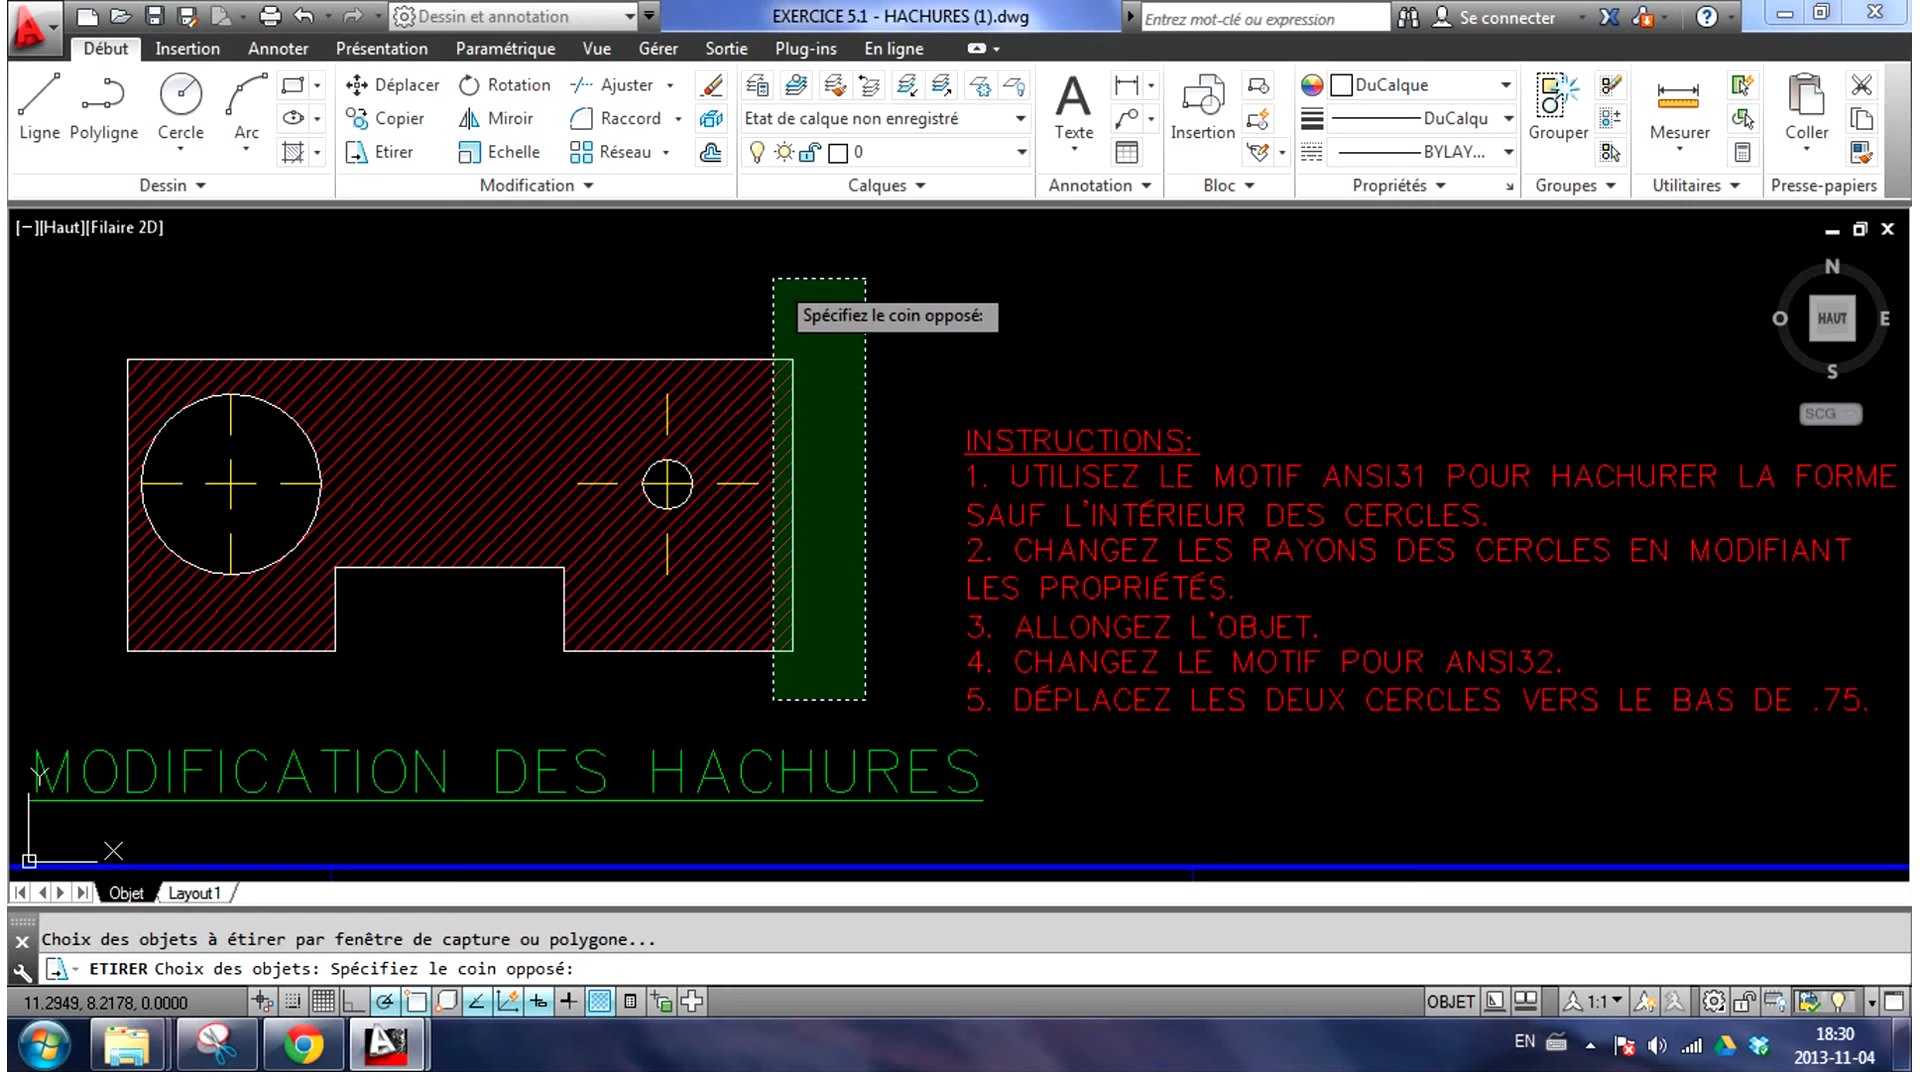 Dessin et annotation
EXERCICE 5.1 - HACHURES (1).dwg
Entrez mot-clé ou expression
Se connecter
Début Insertion Annoter Présentation Paramétrique Vue Gérer Sortie Plug-ins En ligne
Ligne Polyligne Cercle Arc
Déplacer Rotation Ajuster
Copier Miroir Raccord
Etirer Echelle Réseau
Etat de calque non enregistré
0
Texte
Insertion
DuCalque
DuCalqu
BYLAY...
Grouper
Mesurer
Coller
Dessin Modification Calques Annotation Bloc Propriétés Groupes Utilitaires Presse-papiers
[−][Haut][Filaire 2D]
N
O HAUT E
S
SCG
Spécifiez le coin opposé:
INSTRUCTIONS:
1. UTILISEZ LE MOTIF ANSI31 POUR HACHURER LA FORME
SAUF L'INTÉRIEUR DES CERCLES.
2. CHANGEZ LES RAYONS DES CERCLES EN MODIFIANT
LES PROPRIÉTÉS.
3. ALLONGEZ L'OBJET.
4. CHANGEZ LE MOTIF POUR ANSI32.
5. DÉPLACEZ LES DEUX CERCLES VERS LE BAS DE .75.
MODIFICATION DES HACHURES
Y
X
Objet Layout1
Choix des objets à étirer par fenêtre de capture ou polygone...
ETIRER Choix des objets: Spécifiez le coin opposé:
11.2949, 8.2178, 0.0000
OBJET
1:1
EN
18:30
2013-11-04